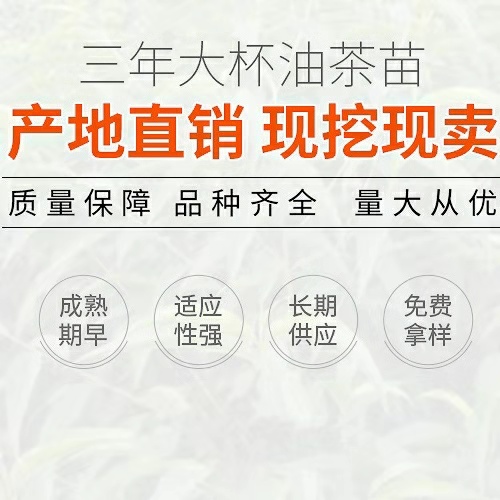 三年大杯油茶苗
产地直销 现挖现卖
质量保障 品种齐全 量大从优
成熟
期早
适应
性强
长期
供应
免费
拿样